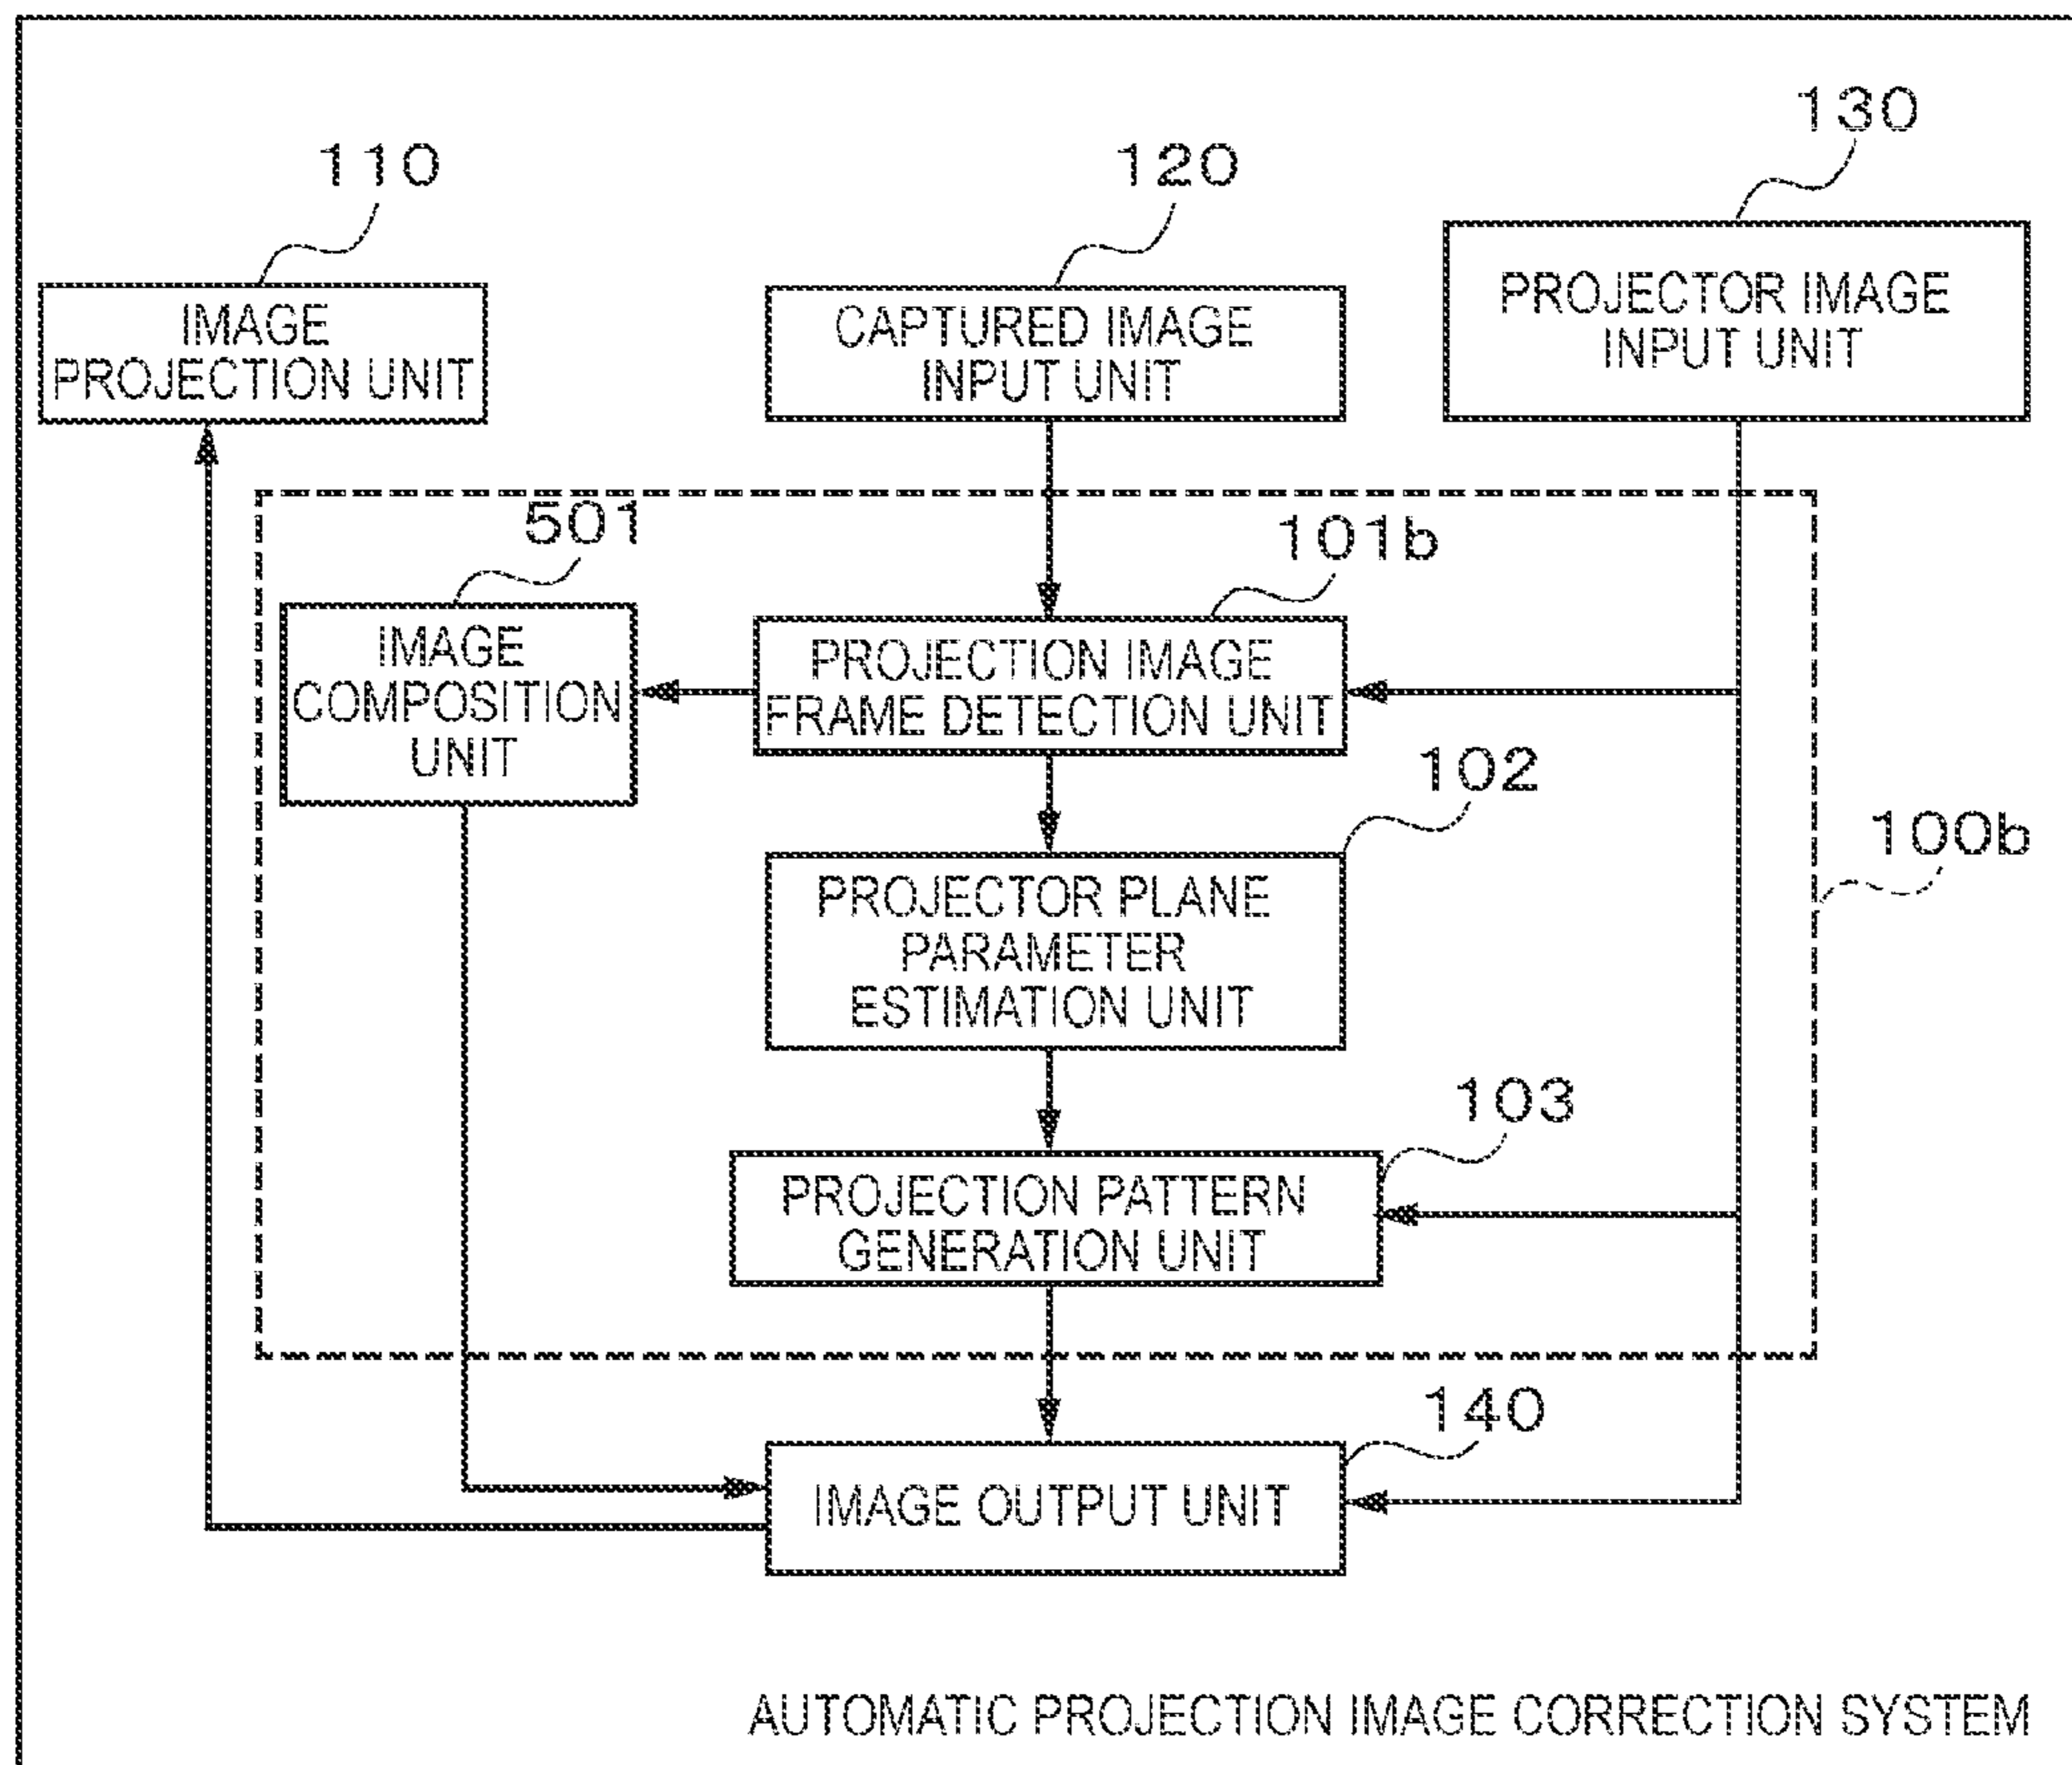 130
110
120
IMAGE
PROJECTION UNIT
CAPTURED IMAGE
INPUT UNIT
PROJECTOR IMAGE
INPUT UNIT
501
101b
IMAGE
COMPOSITION
UNIT
PROJECTION IMAGE
FRAME DETECTION UNIT
102
100b
PROJECTOR PLANE
PARAMETER
ESTIMATION UNIT
103
PROJECTION PATTERN
GENERATION UNIT
140
IMAGE OUTPUT UNIT
AUTOMATIC PROJECTION IMAGE CORRECTION SYSTEM